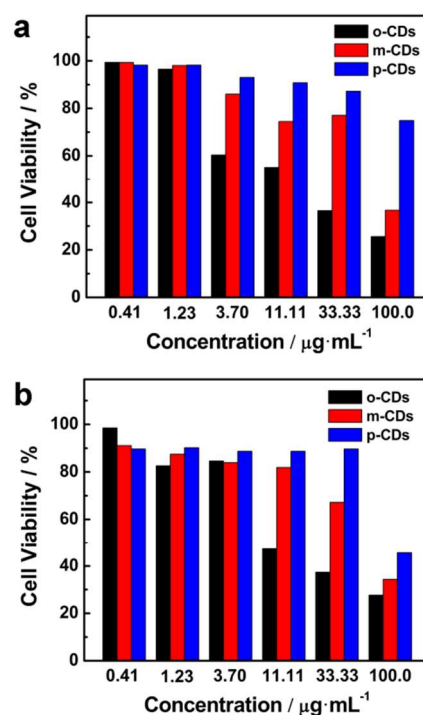 a
o-CDs
m-CDs
p-CDs
100
80
60
40
20
0
Cell Viability / %
0.41 1.23 3.70 11.11 33.33 100.0
Concentration / μg·mL⁻¹
b
o-CDs
m-CDs
p-CDs
100
80
60
40
20
0
Cell Viability / %
0.41 1.23 3.70 11.11 33.33 100.0
Concentration / μg·mL⁻¹